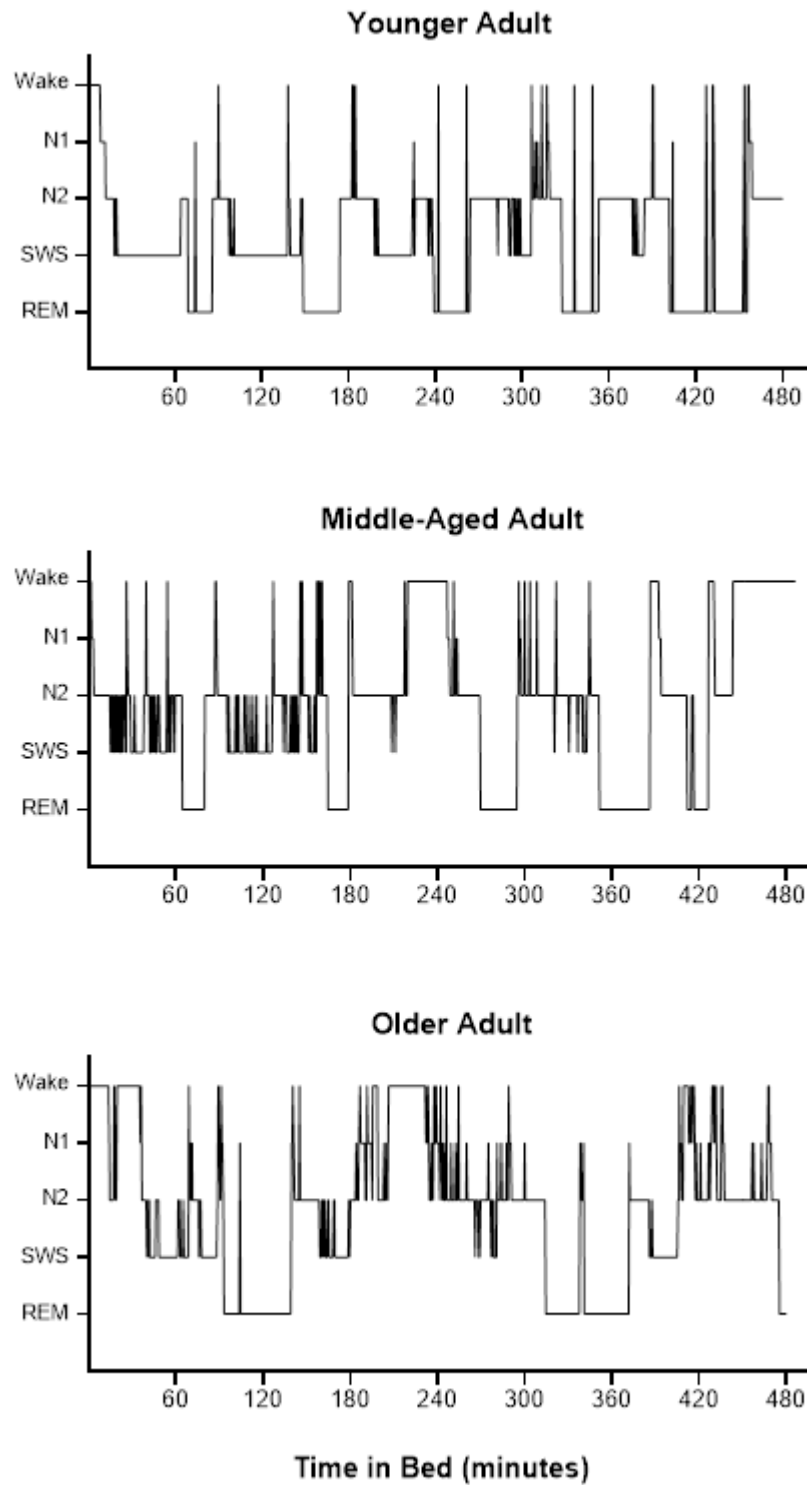 Younger Adult
Wake
N1
N2
SWS
REM
60 120 180 240 300 360 420 480
Middle-Aged Adult
Wake
N1
N2
SWS
REM
60 120 180 240 300 360 420 480
Older Adult
Wake
N1
N2
SWS
REM
60 120 180 240 300 360 420 480
Time in Bed (minutes)